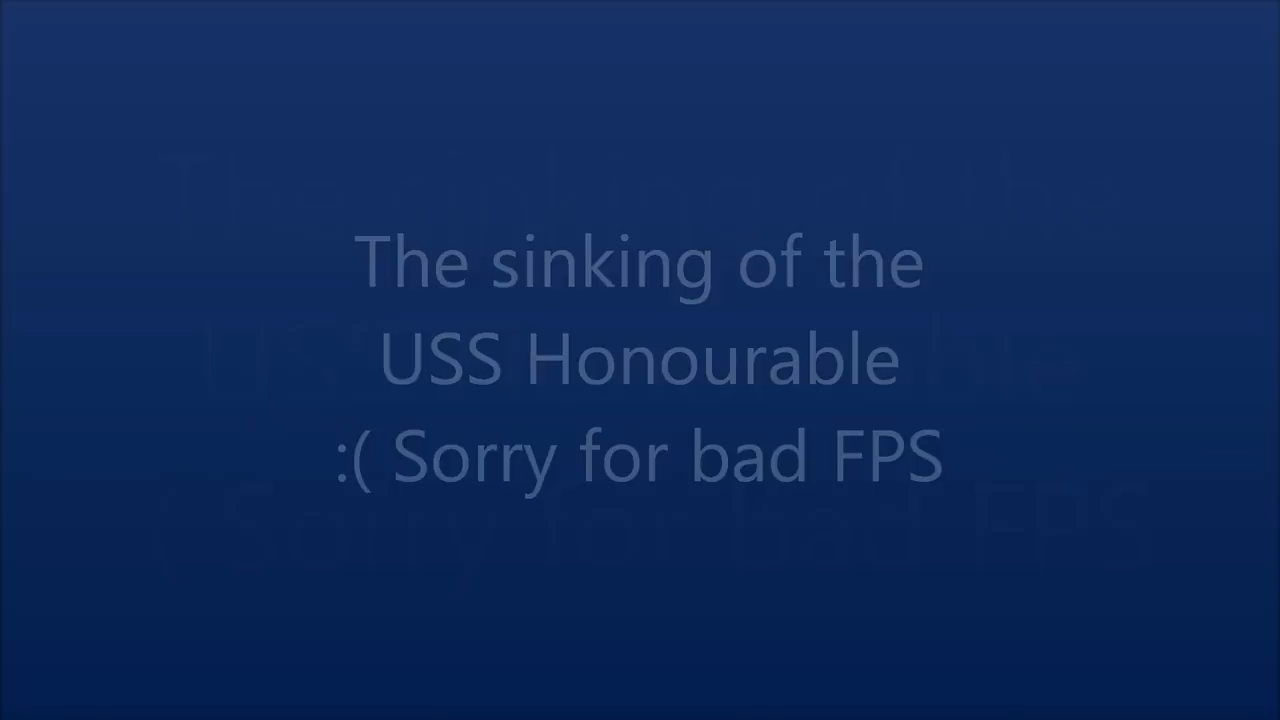 The sinking of the
USS Honourable
:( Sorry for bad FPS